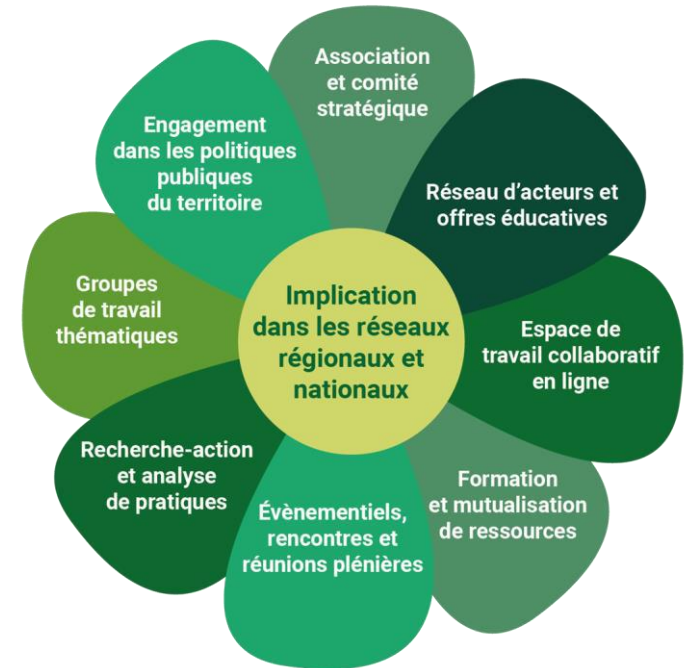 Association
et comité
stratégique
Réseau d'acteurs et
offres éducatives
Espace de
travail collaboratif
en ligne
Formation
et mutualisation
de ressources
Évènementiels,
rencontres et
réunions plénières
Recherche-action
et analyse
de pratiques
Groupes
de travail
thématiques
Engagement
dans les politiques
publiques
du territoire
Implication
dans les réseaux
régionaux et
nationaux